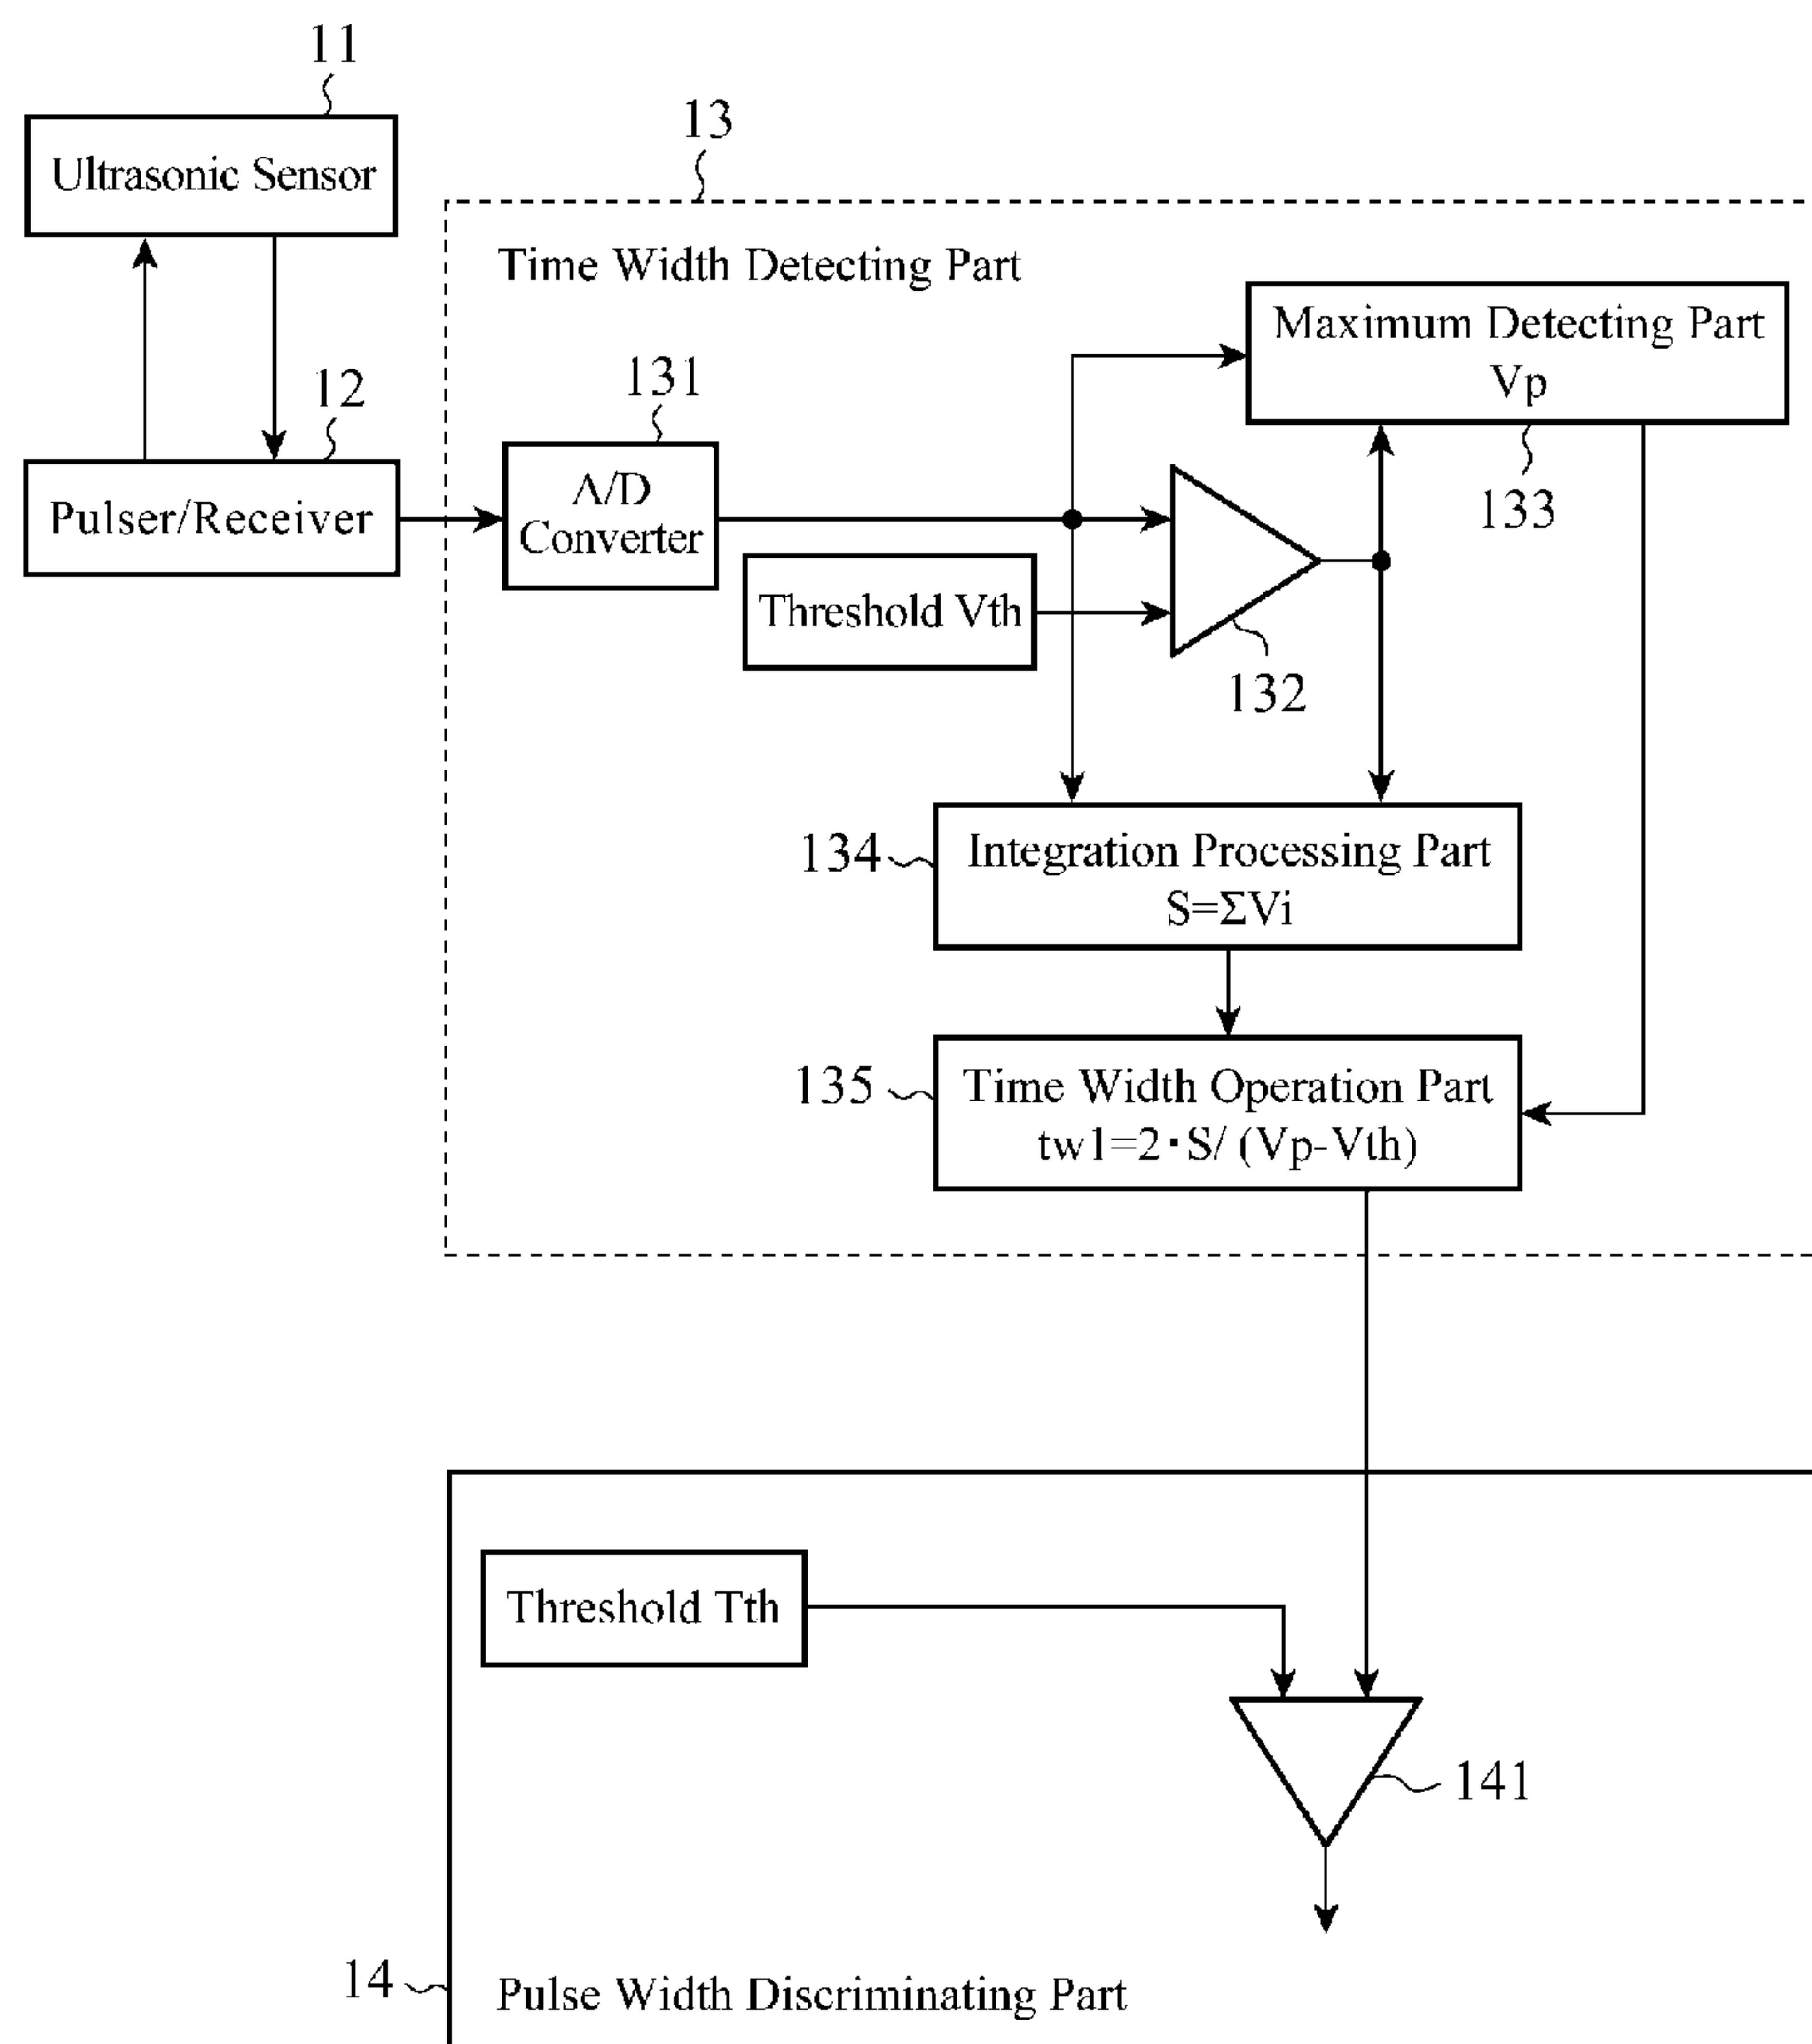 11
Ultrasonic Sensor
13
Time Width Detecting Part
Maximum Detecting Part
Vp
133
12
Pulser/Receiver
131
A/D
Converter
Threshold Vth
132
134
Integration Processing Part
S=ΣVi
135
Time Width Operation Part
tw1=2・S/ (Vp-Vth)
Threshold Tth
141
14
Pulse Width Discriminating Part